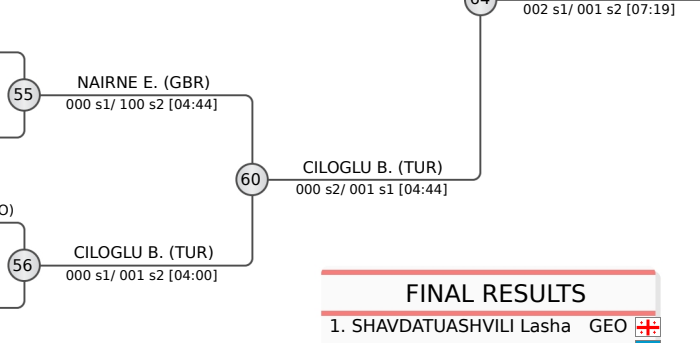 002 s1/ 001 s2 [07:19]
NAIRNE E. (GBR)
55
000 s1/ 100 s2 [04:44]
CILOGLU B. (TUR)
60
000 s2/ 001 s1 [04:44]
CILOGLU B. (TUR)
56
000 s1/ 001 s2 [04:00]
FINAL RESULTS
1. SHAVDATUASHVILI Lasha GEO